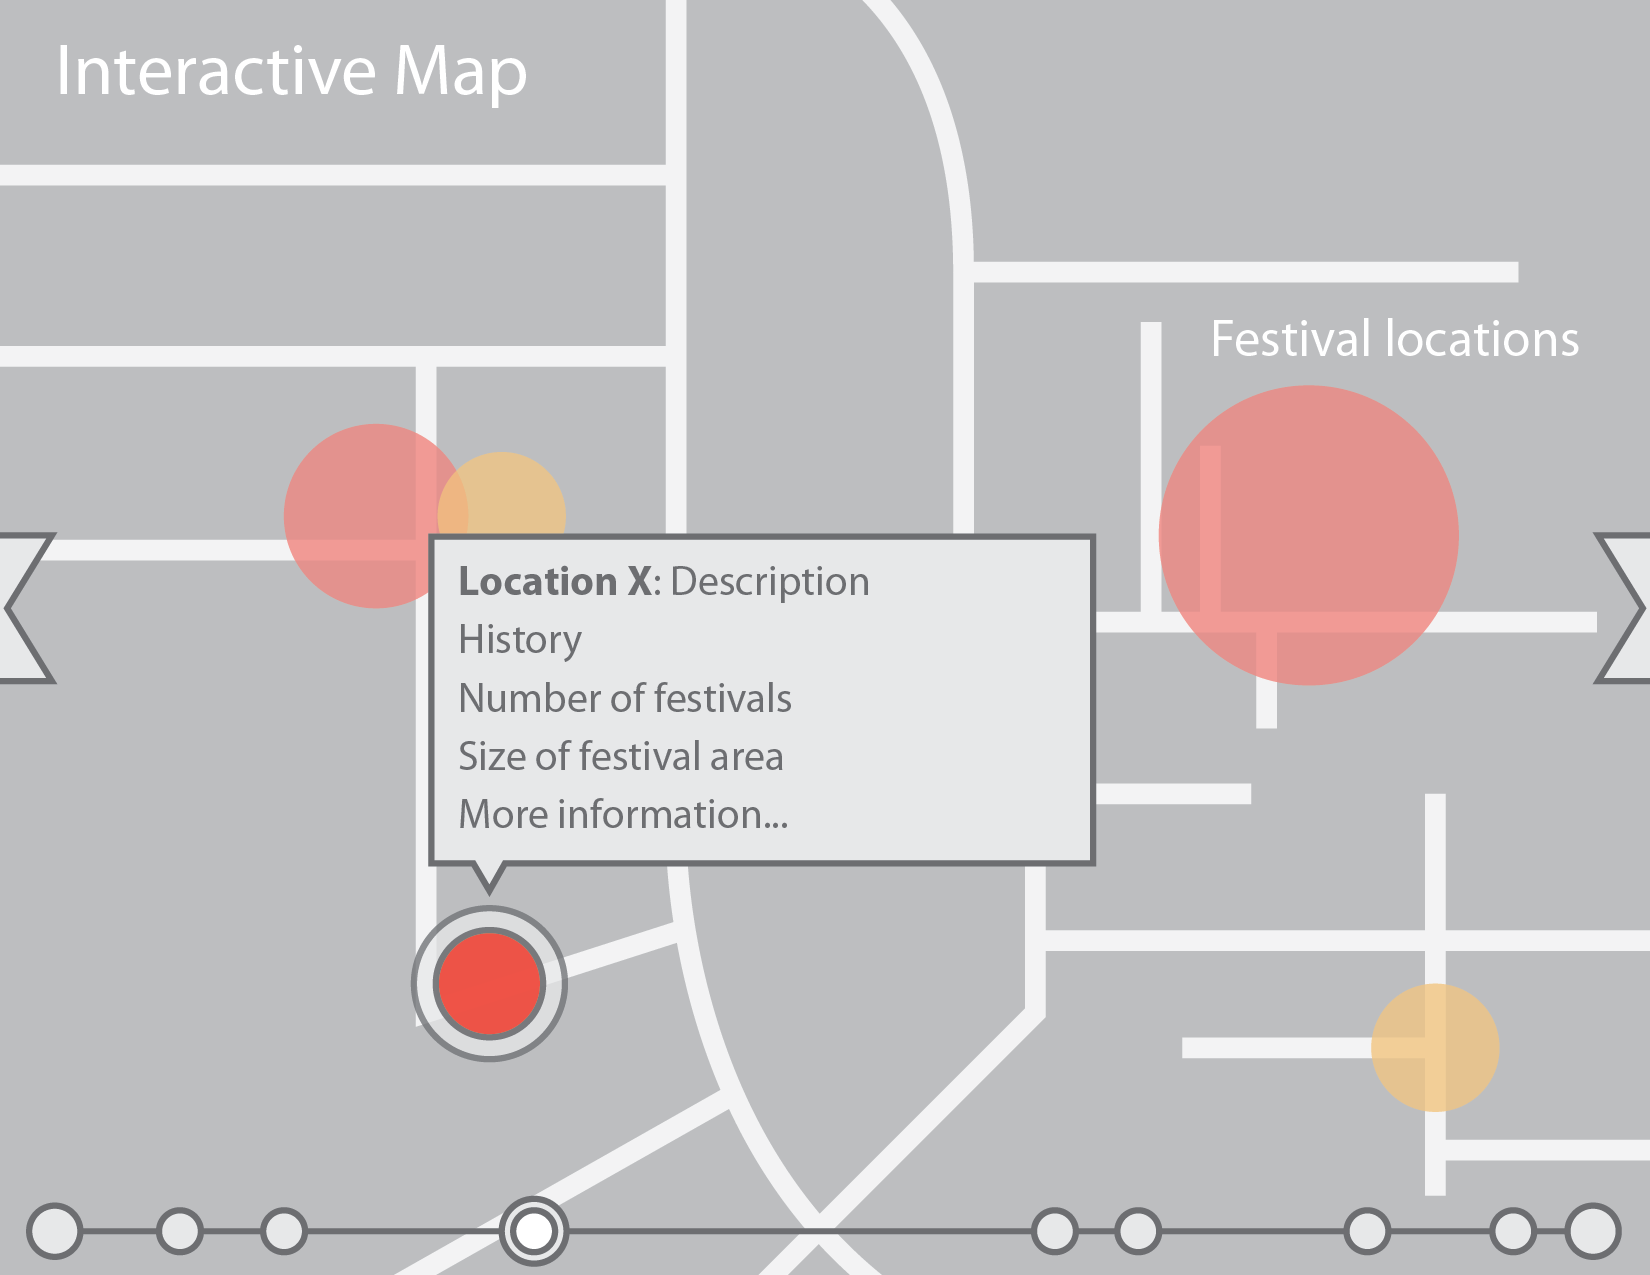 Interactive Map
Festival locations
Location X: Description
History
Number of festivals
Size of festival area
More information...